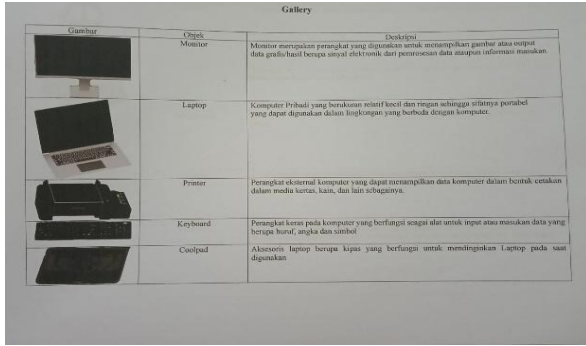 Gallery
Gambar Objek Deskripsi
Monitor
Monitor merupakan perangkat yang digunakan untuk menampilkan gambar atau output
data grafis/hasil berupa sinyal elektronik dari pemrosesan data ataupun informasi masukan.
Laptop
Komputer Pribadi yang berukuran relatif kecil dan ringan sehingga sifatnya portabel
yang dapat digunakan dalam lingkungan yang berbeda dengan komputer.
Printer
Perangkat eksternal komputer yang dapat menampilkan data komputer dalam bentuk cetakan
dalam media kertas, kain, dan lain sebagainya.
Keyboard
Perangkat keras pada komputer yang berfungsi seagai alat untuk input atau masukan data yang
berupa huruf, angka dan simbol
Coolpad
Aksesoris laptop berupa kipas yang berfungsi untuk mendinginkan Laptop pada saat
digunakan